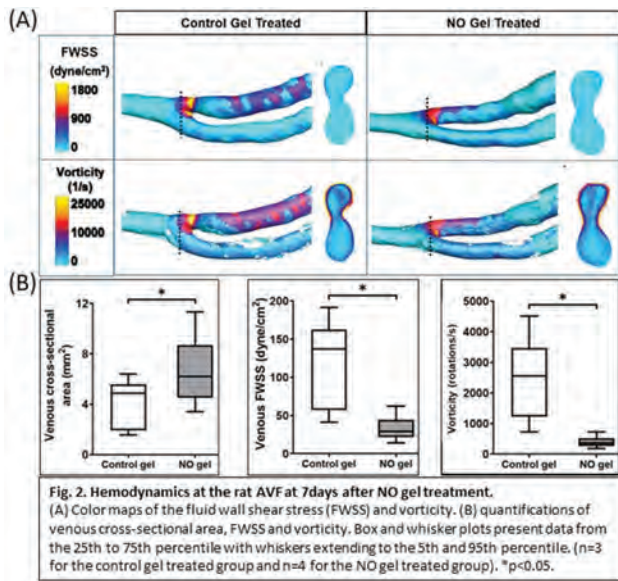 (A)
Control Gel Treated
NO Gel Treated
FWSS
(dyne/cm²)
1800
900
0
Vorticity
(1/s)
25000
10000
0
(B)
Venous cross-sectional
area (mm²)
12
8
4
0
*
Control gel
NO gel
Venous FWSS (dyne/cm²)
200
150
100
50
0
*
Control gel
NO gel
Vorticity (rotations/s)
6000
5000
4000
3000
2000
1000
0
*
Control gel
NO gel
Fig. 2. Hemodynamics at the rat AVF at 7days after NO gel treatment.
(A) Color maps of the fluid wall shear stress (FWSS) and vorticity. (B) quantifications of
venous cross-sectional area, FWSS and vorticity. Box and whisker plots present data from
the 25th to 75th percentile with whiskers extending to the 5th and 95th percentile. (n=3
for the control gel treated group and n=4 for the NO gel treated group). *p<0.05.